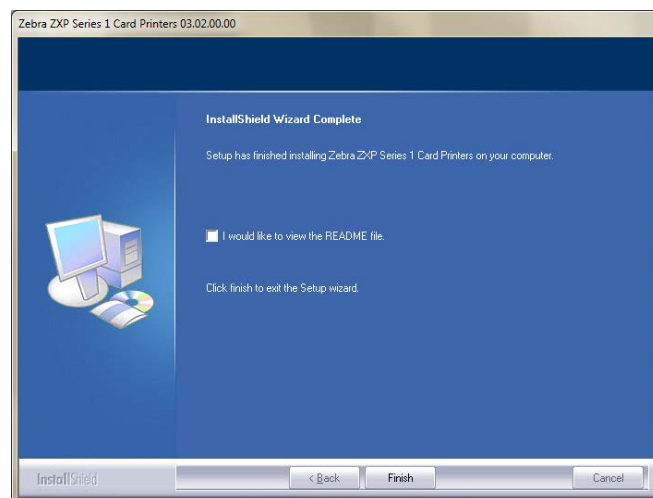 Zebra ZXP Series 1 Card Printers 03.02.00.00
InstallShield Wizard Complete
Setup has finished installing Zebra ZXP Series 1 Card Printers on your computer.
I would like to view the README file.
Click finish to exit the Setup wizard.
InstallShield
< Back
Finish
Cancel